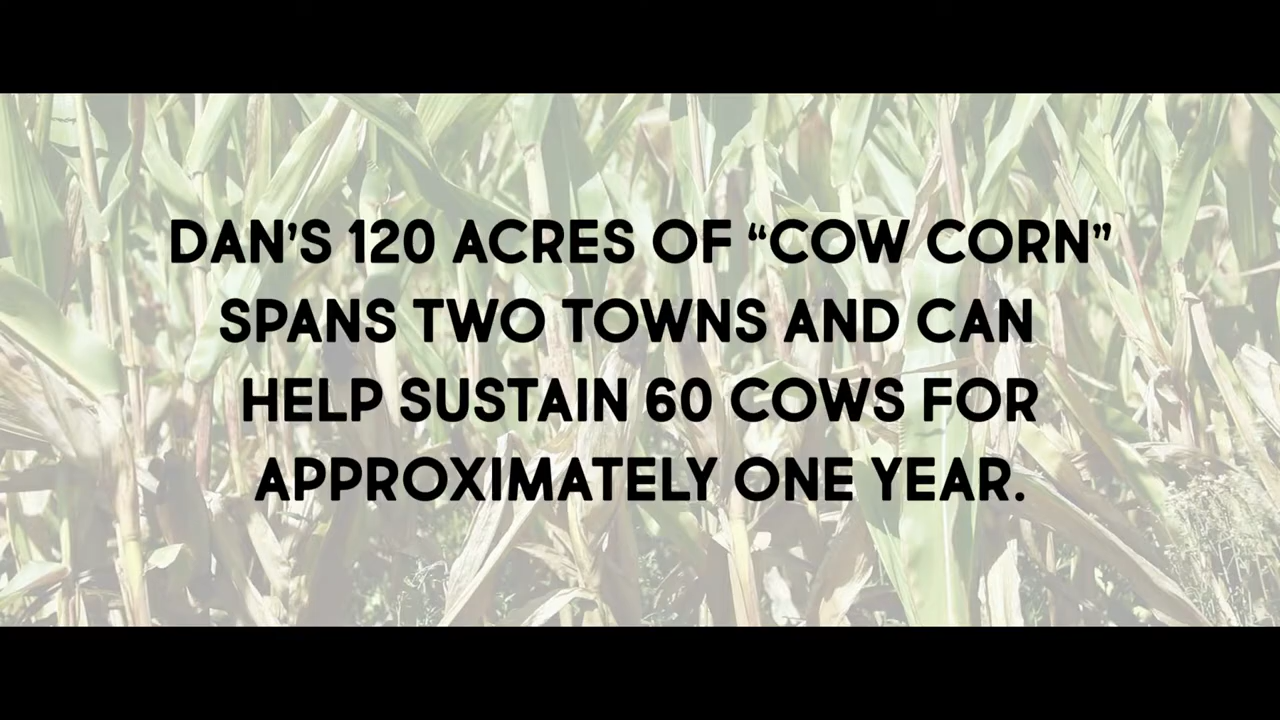 DAN’S 120 ACRES OF “COW CORN”
SPANS TWO TOWNS AND CAN
HELP SUSTAIN 60 COWS FOR
APPROXIMATELY ONE YEAR.